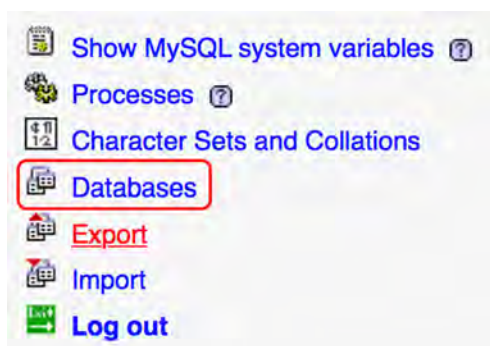 Show MySQL system variables
Processes
Character Sets and Collations
Databases
Export
Import
Log out